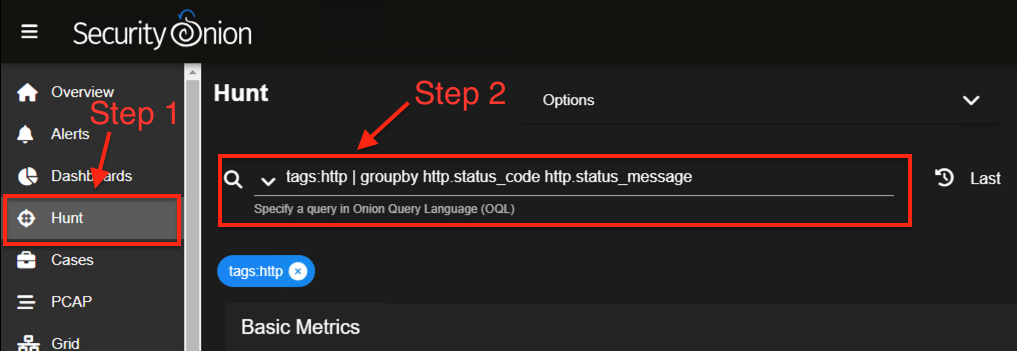 Security Onion
Overview
Step 1
Alerts
Dashboards
Hunt
Cases
PCAP
Grid
Hunt
Step 2
Options
tags:http | groupby http.status_code http.status_message
Specify a query in Onion Query Language (OQL)
Last
tags:http
Basic Metrics